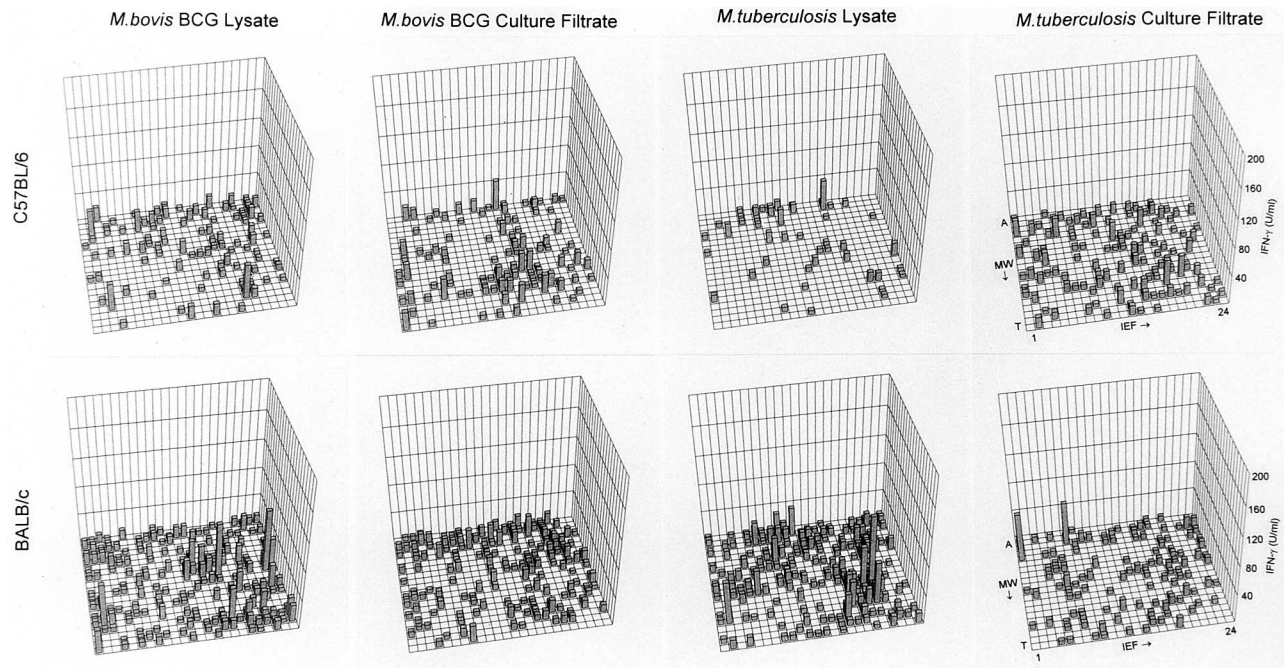 M.bovis BCG Lysate
M.bovis BCG Culture Filtrate
M.tuberculosis Lysate
M.tuberculosis Culture Filtrate
C57BL/6
200
160
120
80
40
IFN-γ (U/ml)
A
MW
↓
T
1
IEF →
24
BALB/c
200
160
120
80
40
IFN-γ (U/ml)
A
MW
↓
T
1
IEF →
24